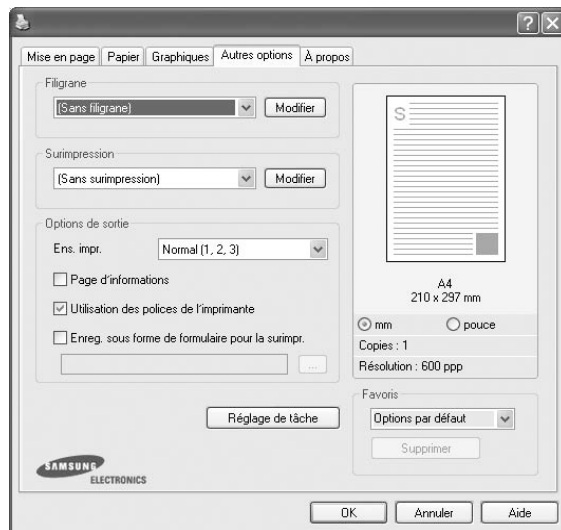 Mise en page
Papier
Graphiques
Autres options
À propos
Filigrane
(Sans filigrane)
Modifier
Surimpression
(Sans surimpression)
Modifier
Options de sortie
Ens. impr.
Normal (1, 2, 3)
Page d'informations
Utilisation des polices de l'imprimante
Enreg. sous forme de formulaire pour la surimpr.
...
Réglage de tâche
SAMSUNG
ELECTRONICS
S
A4
210 x 297 mm
mm
pouce
Copies : 1
Résolution : 600 ppp
Favoris
Options par défaut
Supprimer
OK
Annuler
Aide